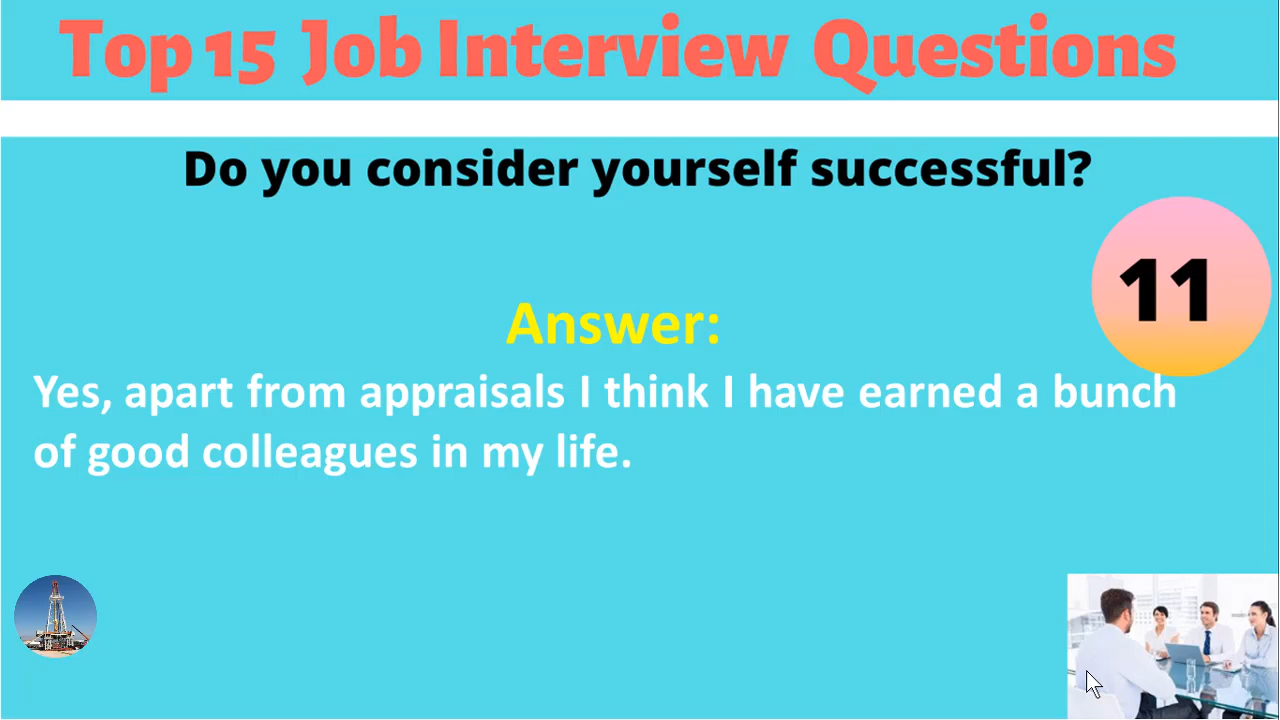 Top 15 Job Interview Questions
Do you consider yourself successful?
11
Answer:
Yes, apart from appraisals I think I have earned a bunch
of good colleagues in my life.